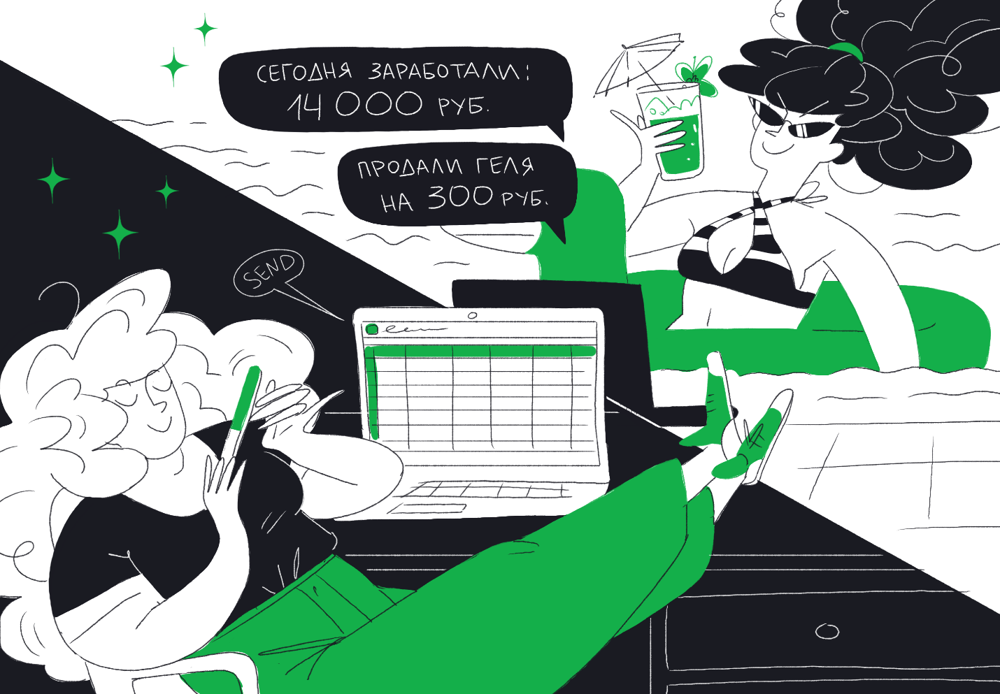 СЕГОДНЯ ЗАРАБОТАЛИ:
14 000 РУБ.
ПРОДАЛИ ГЕЛЯ
НА 300 РУБ.
SEND